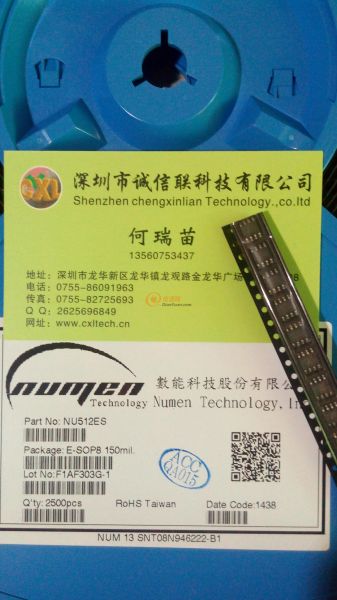 CXL
深圳市诚信联科技有限公司
Shenzhen chengxinlian Technology.,co.ltd
何瑞苗
13560753437
地址：深圳市龙华新区龙华镇龙观路金龙华广场
电话：0755-86091963
传真：0755-82725693
Q Q：2625696849
网址：www.cxltech.cn
numen
Technology
數能科技股份有限公司
Numen Technology, In
Part No: NU512ES
Package: E-SOP8 150mil.
Lot No: F1AF303G-1
Q'ty: 2500pcs
ACC
QA015
RoHS Taiwan
Date Code: 1438
NUM 13 SNT08N946222-B1